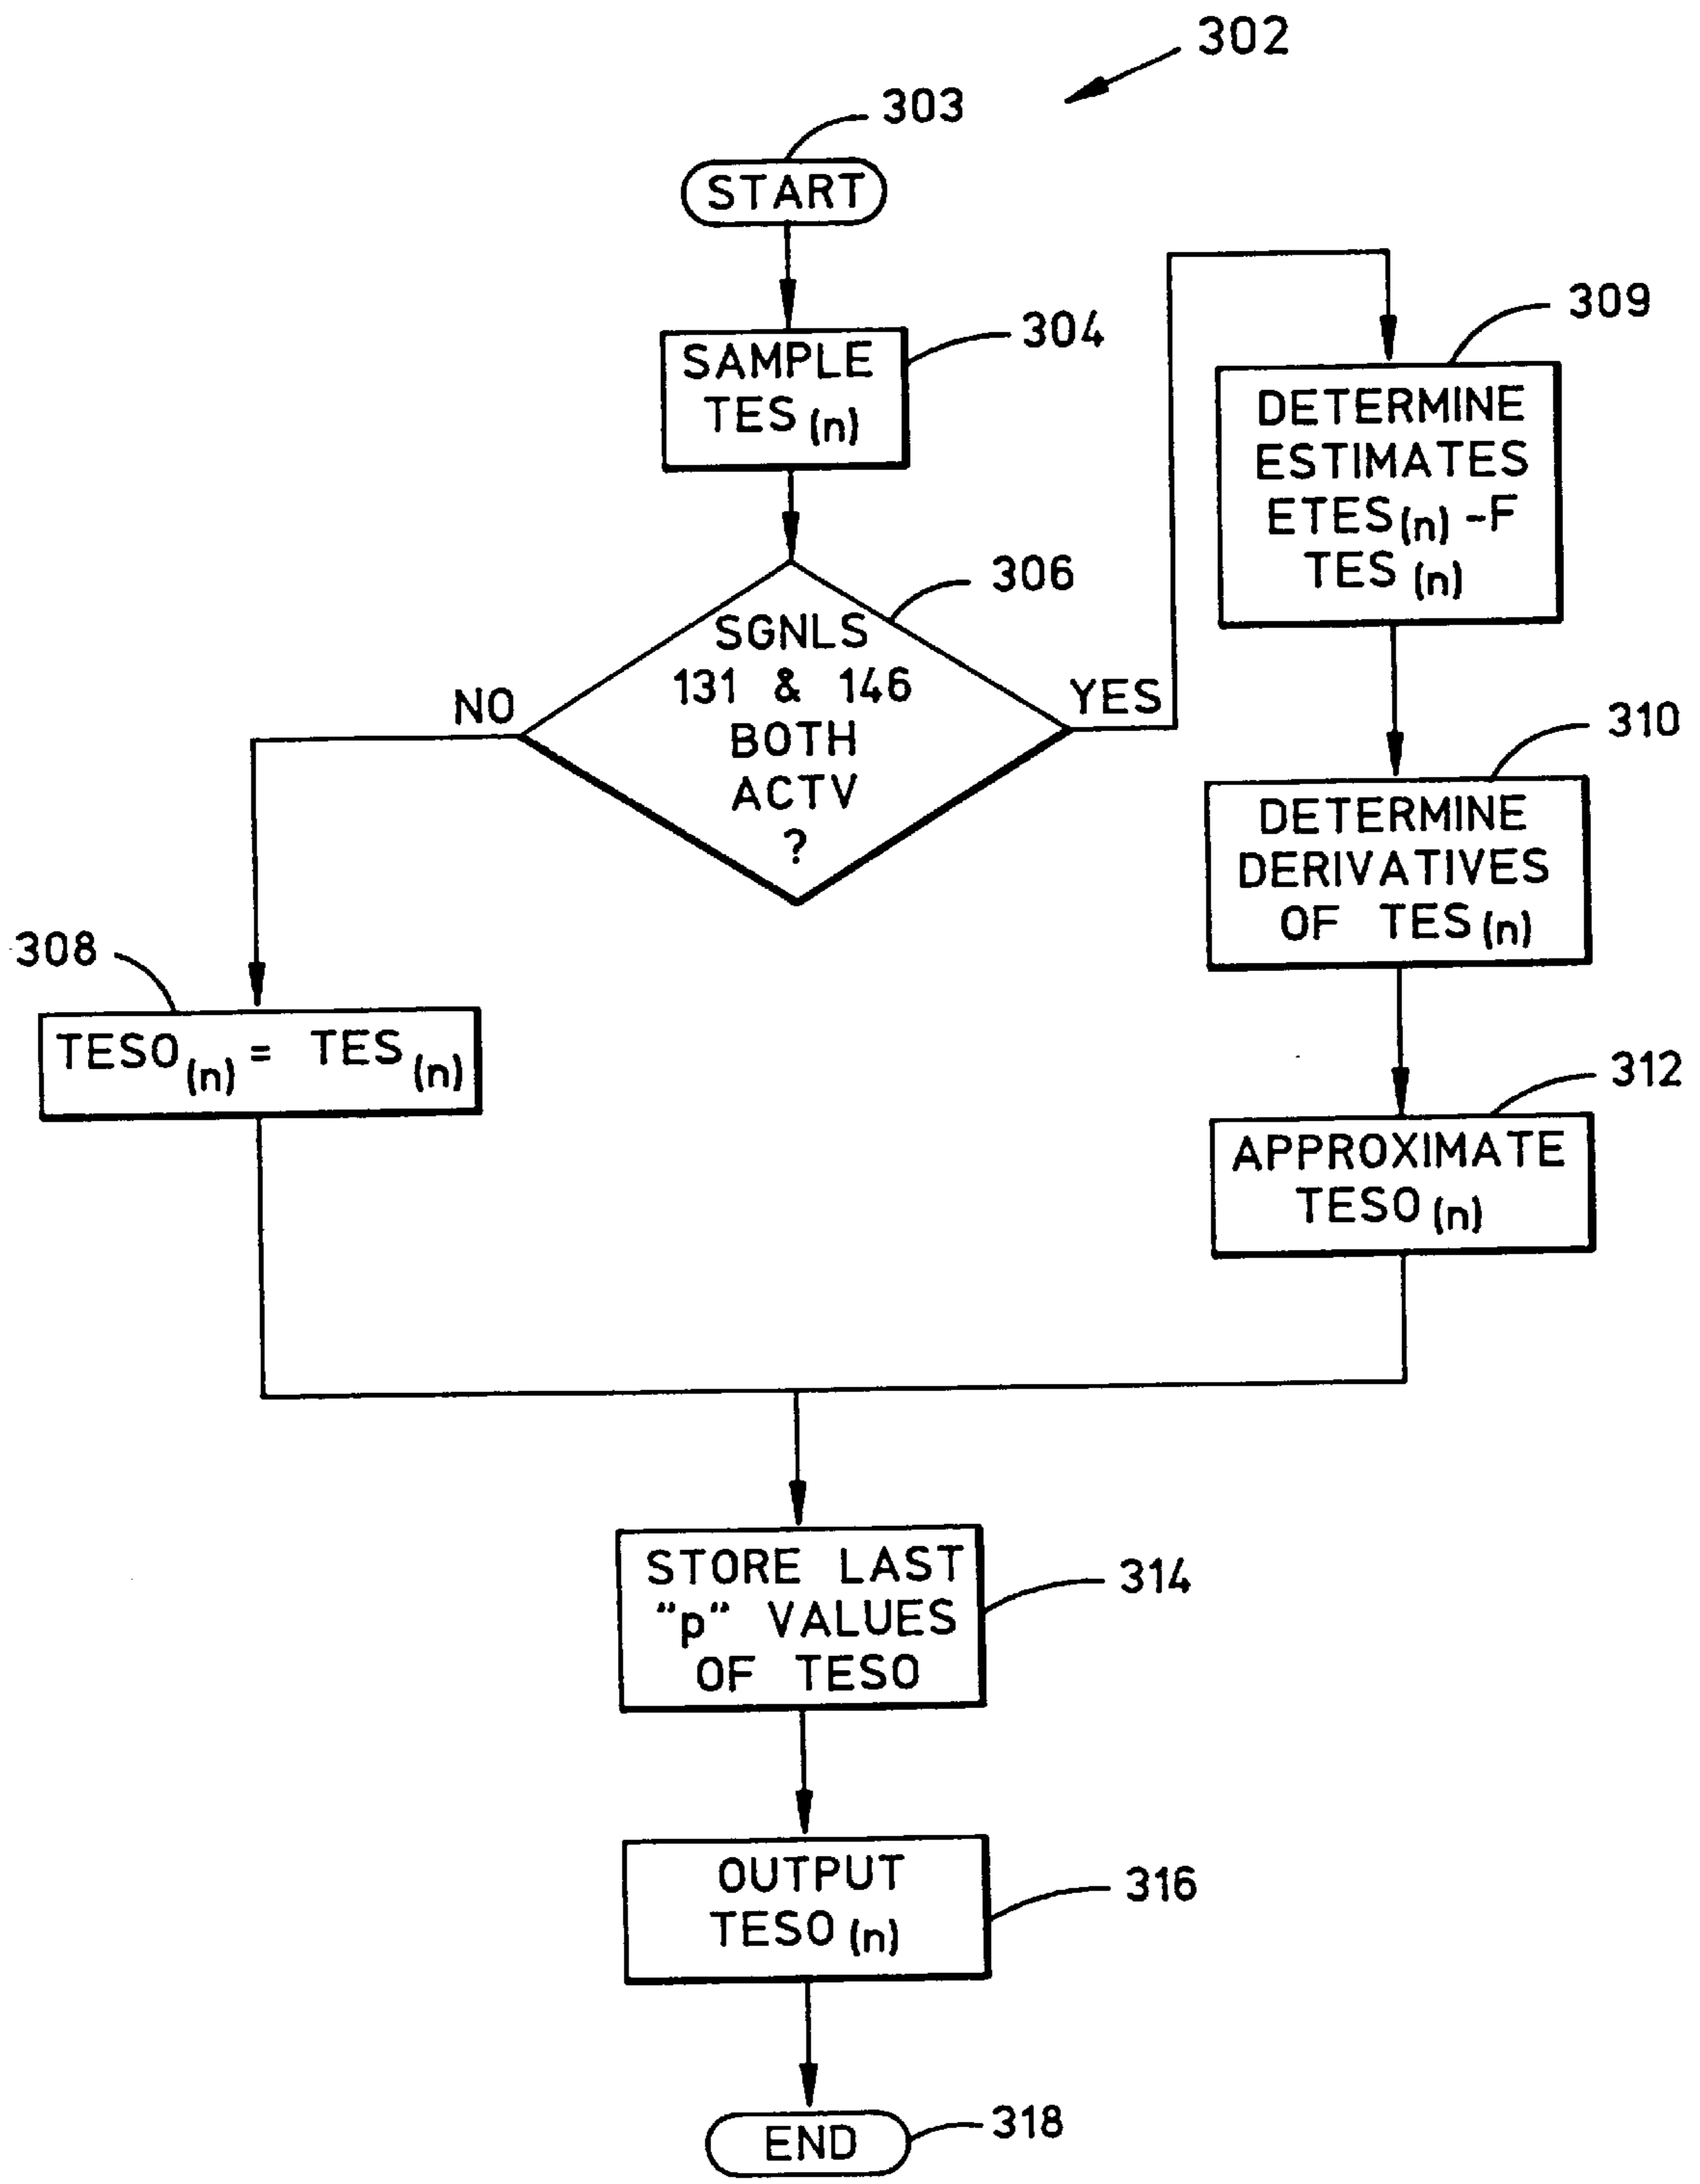 302
303
START
304
SAMPLE
TES(n)
306
SGNLS
131 & 146
BOTH
ACTV
?
NO
YES
308
TESO(n) = TES(n)
309
DETERMINE
ESTIMATES
ETES(n) -F
TES(n)
310
DETERMINE
DERIVATIVES
OF TES(n)
312
APPROXIMATE
TESO(n)
314
STORE LAST
"p" VALUES
OF TESO
316
OUTPUT
TESO(n)
318
END